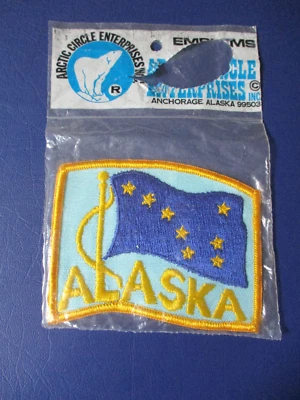 ARCTIC CIRCLE ENTERPRISES INC.
®
EMBLEMS
CIRCLE
ENTERPRISES INC ©
ANCHORAGE ALASKA 99503
ALASKA